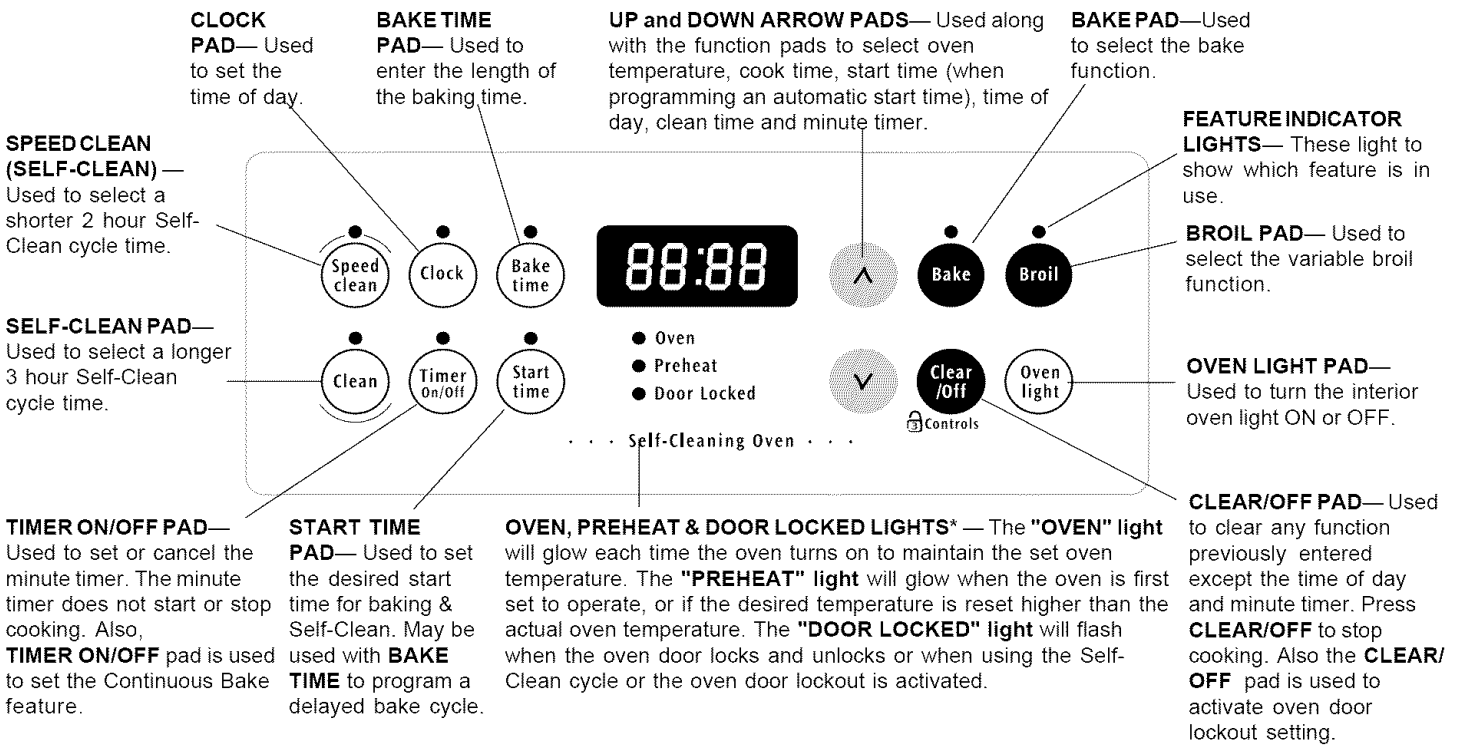 CLOCK
PAD— Used
to set the
time of day.
BAKE TIME
PAD— Used to
enter the length of
the baking time.
UP and DOWN ARROW PADS— Used along
with the function pads to select oven
temperature, cook time, start time (when
programming an automatic start time), time of
day, clean time and minute timer.
BAKE PAD—Used
to select the bake
function.
SPEED CLEAN
(SELF-CLEAN) —
Used to select a
shorter 2 hour Self-
Clean cycle time.
FEATURE INDICATOR
LIGHTS— These light to
show which feature is in
use.
BROIL PAD— Used to
select the variable broil
function.
Speed
clean
Clock
Bake
time
88:88
^
Bake
Broil
SELF-CLEAN PAD—
Used to select a longer
3 hour Self-Clean
cycle time.
Clean
Timer
On/Off
Start
time
Oven
Preheat
Door Locked
v
Clear
/Off
Oven
light
3 Controls
· · · Self-Cleaning Oven · · ·
OVEN LIGHT PAD—
Used to turn the interior
oven light ON or OFF.
TIMER ON/OFF PAD—
Used to set or cancel the
minute timer. The minute
timer does not start or stop
cooking. Also,
TIMER ON/OFF pad is used
to set the Continuous Bake
feature.
START TIME
PAD— Used to set
the desired start
time for baking &
Self-Clean. May be
used with BAKE
TIME to program a
delayed bake cycle.
OVEN, PREHEAT & DOOR LOCKED LIGHTS* — The "OVEN" light
will glow each time the oven turns on to maintain the set oven
temperature. The "PREHEAT" light will glow when the oven is first
set to operate, or if the desired temperature is reset higher than the
actual oven temperature. The "DOOR LOCKED" light will flash
when the oven door locks and unlocks or when using the Self-
Clean cycle or the oven door lockout is activated.
CLEAR/OFF PAD— Used
to clear any function
previously entered
except the time of day
and minute timer. Press
CLEAR/OFF to stop
cooking. Also the CLEAR/
OFF pad is used to
activate oven door
lockout setting.